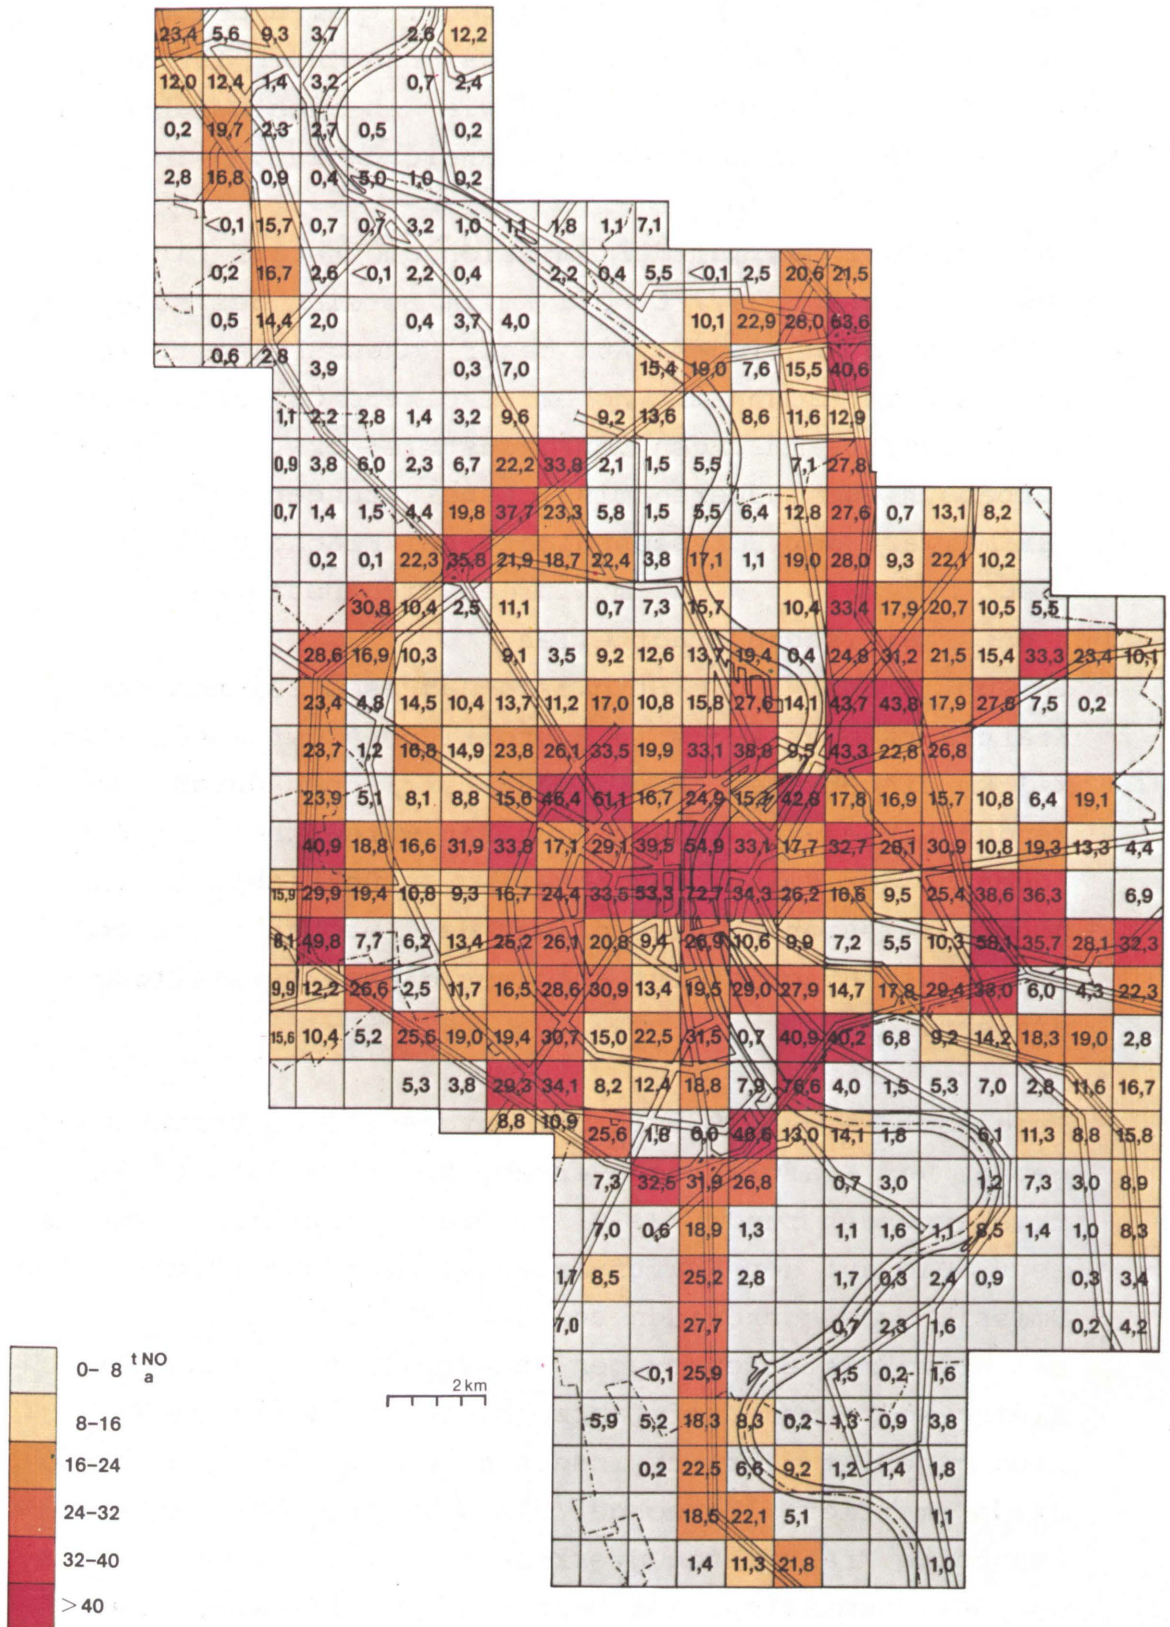 23,4 5,6 9,3 3,7 2,6 12,2
12,0 12,4 1,4 3,2 0,7 2,4
0,2 19,7 2,3 2,7 0,5 0,2
2,8 16,8 0,9 0,4 5,0 1,0 0,2
<0,1 15,7 0,7 0,7 3,2 1,0 1,1 1,8 1,1 7,1
0,2 16,7 2,6 <0,1 2,2 0,4 2,2 0,4 5,5 <0,1 2,5 20,6 21,5
0,5 14,4 2,0 0,4 3,7 4,0 10,1 22,9 28,0 63,6
0,6 2,8 3,9 0,3 7,0 15,4 19,0 7,6 15,5 40,6
1,1 2,2 2,8 1,4 3,2 9,6 9,2 13,6 8,6 11,6 12,9
0,9 3,8 6,0 2,3 6,7 22,2 33,8 2,1 1,5 5,5 7,1 27,8
0,7 1,4 1,5 4,4 19,8 37,7 23,3 5,8 1,5 5,5 6,4 12,8 27,6 0,7 13,1 8,2
0,2 0,1 22,3 35,8 21,9 18,7 22,4 3,8 17,1 1,1 19,0 28,0 9,3 22,1 10,2
30,8 10,4 2,5 11,1 0,7 7,3 15,7 10,4 33,4 17,9 20,7 10,5 5,5
28,6 16,9 10,3 9,1 3,5 9,2 12,6 13,7 19,4 0,4 24,8 31,2 21,5 15,4 33,3 23,4 10,1
23,4 4,8 14,5 10,4 13,7 11,2 17,0 10,8 15,8 27,6 14,1 43,7 43,8 17,9 27,8 7,5 0,2
23,7 1,2 16,8 14,9 23,8 26,1 33,5 19,9 33,1 38,8 9,5 43,3 22,8 26,8
23,9 5,1 8,1 8,8 15,6 46,4 61,1 16,7 24,9 42,8 17,8 16,9 15,7 10,8 6,4 19,1
40,9 18,8 16,6 31,9 33,8 17,1 29,1 39,5 54,9 33,1 17,7 32,7 28,1 30,9 10,8 19,3 13,3 4,4
15,9 29,9 19,4 10,8 9,3 16,7 24,4 33,6 53,3 72,7 34,3 26,2 16,6 9,5 25,4 38,6 36,3 6,9
8,1 49,8 7,7 6,2 13,4 25,2 26,1 20,8 9,4 26,9 10,6 9,9 7,2 5,5 10,3 58,1 35,7 28,1 32,3
9,9 12,2 26,6 2,5 11,7 16,5 28,6 30,9 13,4 19,5 29,0 27,9 14,7 17,8 29,4 38,0 6,0 4,3 22,3
15,6 10,4 5,2 25,6 19,0 19,4 30,7 15,0 22,5 31,5 0,7 40,9 40,2 6,8 9,2 14,2 18,3 19,0 2,8
5,3 3,8 29,3 34,1 8,2 12,4 18,8 7,9 76,6 4,0 1,5 5,3 7,0 2,8 11,6 16,7
8,8 10,9 25,6 1,8 6,0 46,6 13,0 14,1 1,8 6,1 11,3 8,8 15,8
7,3 32,5 31,9 26,8 0,7 3,0 1,2 7,3 3,0 8,9
7,0 0,6 18,9 1,3 1,1 1,6 1,1 8,5 1,4 1,0 8,3
1,7 8,5 25,2 2,8 1,7 0,3 2,4 0,9 0,3 3,4
7,0 27,7 0,7 2,3 1,6 0,2 4,2
<0,1 25,9 1,5 0,2 1,6
5,9 5,2 18,3 8,3 0,2 1,3 0,9 3,8
0,2 22,5 6,6 9,2 1,2 1,4 1,8
18,5 22,1 5,1 1,1
1,4 11,3 21,8 1,0
0– 8 t NO
a
8–16
16–24
24–32
32–40
>40
2 km